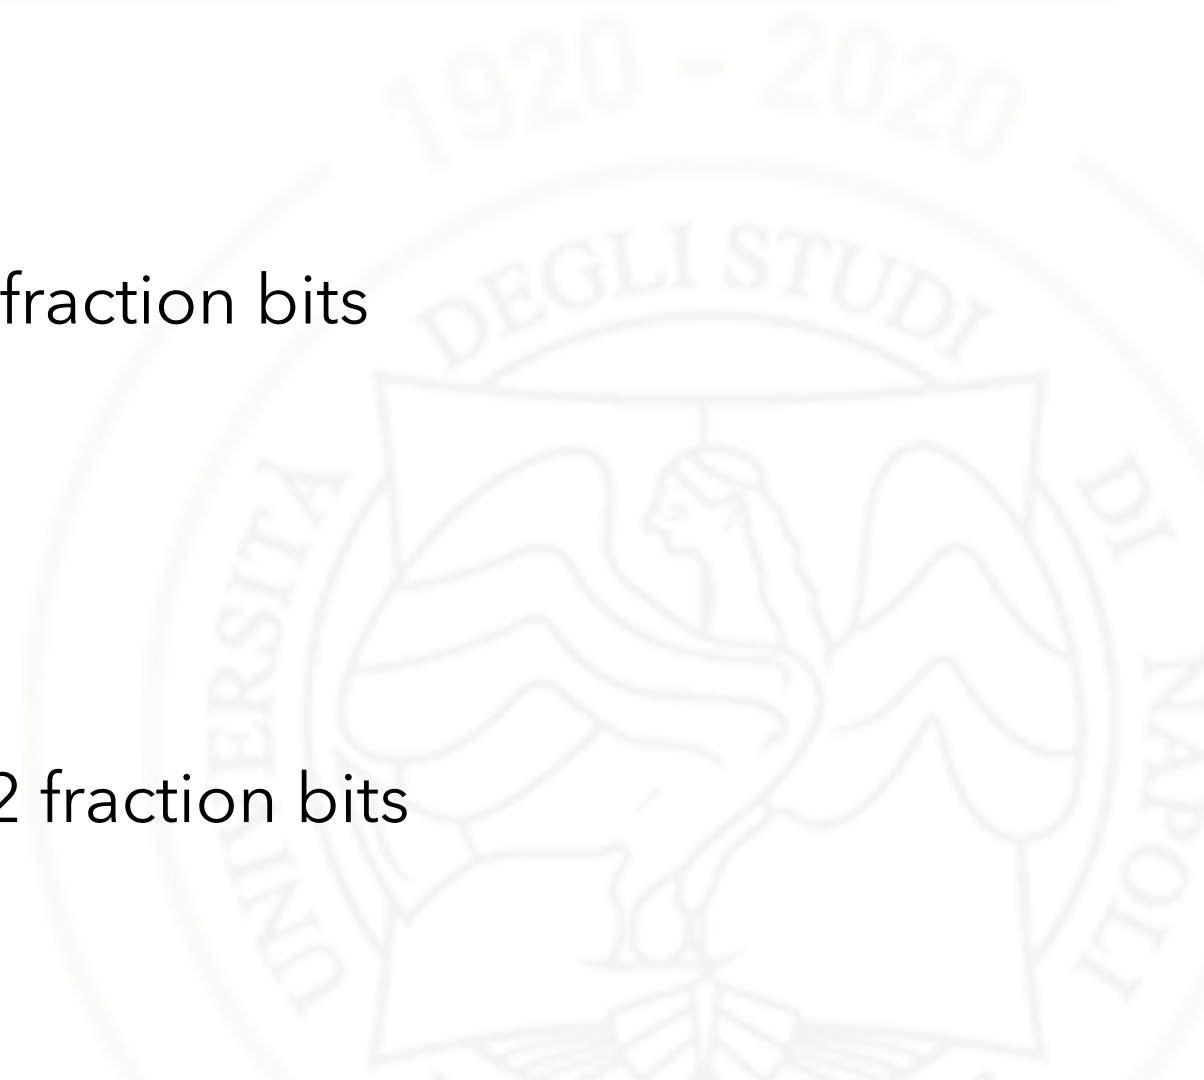 1920 - 2020
DEGLI STUDI
fraction bits
DI
UNIVERSITÀ
NAPOLI
2 fraction bits